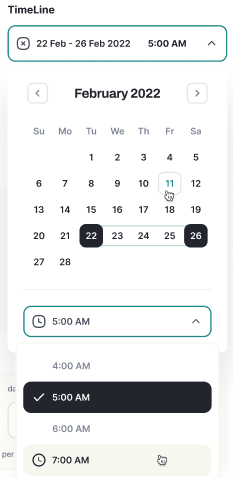 TimeLine
22 Feb - 26 Feb 2022 5:00 AM
February 2022
Su Mo Tu We Th Fr Sa
1 2 3 4 5
6 7 8 9 10 11 12
13 14 15 16 17 18 19
20 21 22 23 24 25 26
27 28
5:00 AM
4:00 AM
da
5:00 AM
6:00 AM
per
7:00 AM